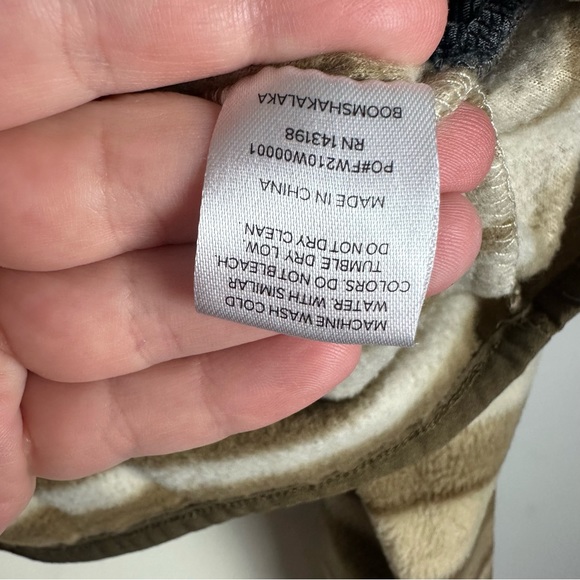 MACHINE WASH COLD
WATER. WITH SIMILAR
COLORS. DO NOT BLEACH.
TUMBLE DRY LOW.
DO NOT DRY CLEAN
MADE IN CHINA
PO#FW210W00001
RN 143198
BOOMSHAKALAKA